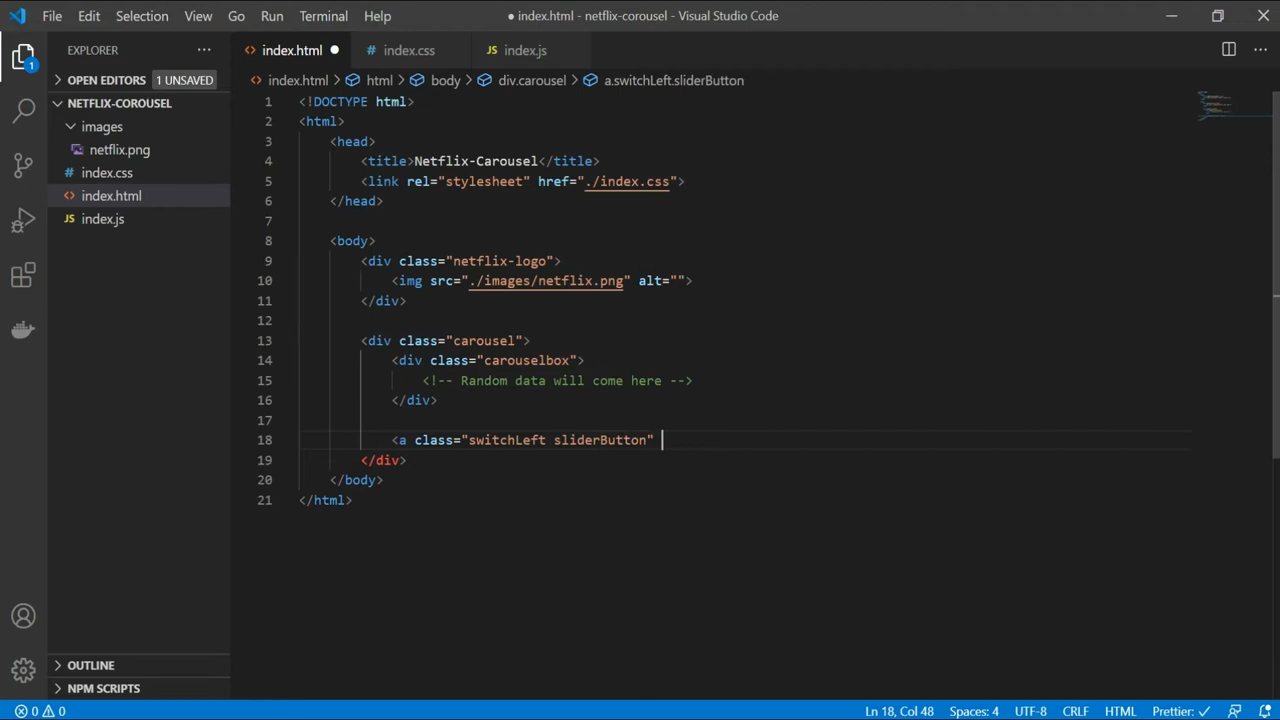 File Edit Selection View Go Run Terminal Help
● index.html - netflix-corousel - Visual Studio Code
EXPLORER ···
1
OPEN EDITORS 1 UNSAVED
NETFLIX-COROUSEL
images
netflix.png
# index.css
<> index.html
JS index.js
<> index.html ●
# index.css
JS index.js
···
<> index.html > html > body > div.carousel > a.switchLeft.sliderButton
1 <!DOCTYPE html>
2 <html>
3 <head>
4 <title>Netflix-Carousel</title>
5 <link rel="stylesheet" href="./index.css">
6 </head>
7
8 <body>
9 <div class="netflix-logo">
10 <img src="./images/netflix.png" alt="">
11 </div>
12
13 <div class="carousel">
14 <div class="carouselbox">
15 <!-- Random data will come here -->
16 </div>
17
18 <a class="switchLeft sliderButton"
19 </div>
20 </body>
21 </html>
OUTLINE
NPM SCRIPTS
0 0
Ln 18, Col 48 Spaces: 4 UTF-8 CRLF HTML Prettier: ✓